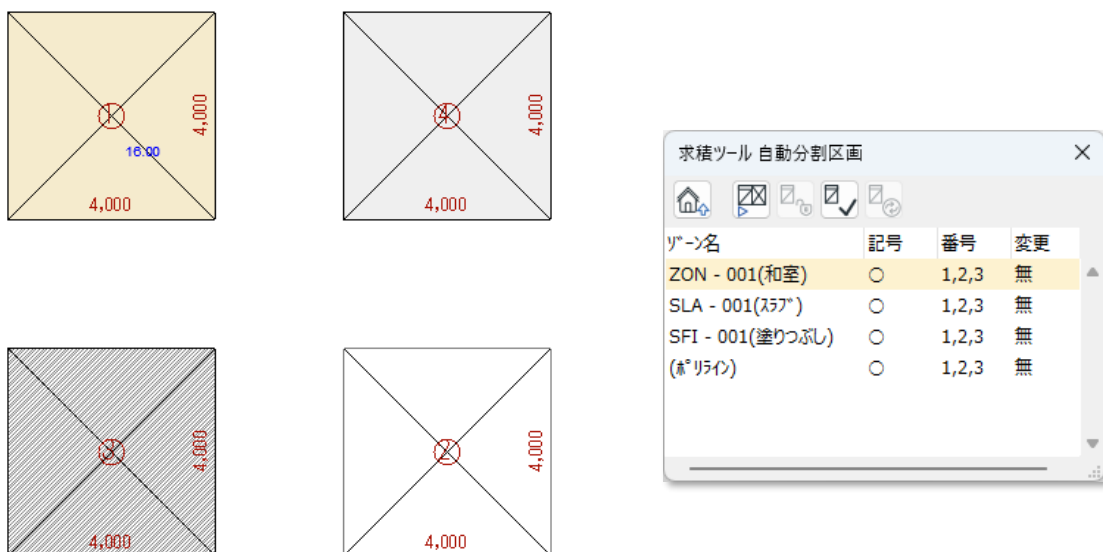 1
4,000
16.00
4,000
4
4,000
4,000
3
4,000
4,000
2
4,000
4,000
求積ツール 自動分割区画
ｿﾞｰﾝ名 記号 番号 変更
ZON - 001(和室) ○ 1,2,3 無
SLA - 001(ｽﾗﾌﾞ) ○ 1,2,3 無
SFI - 001(塗りつぶし) ○ 1,2,3 無
(ﾎﾟﾘﾗｲﾝ) ○ 1,2,3 無